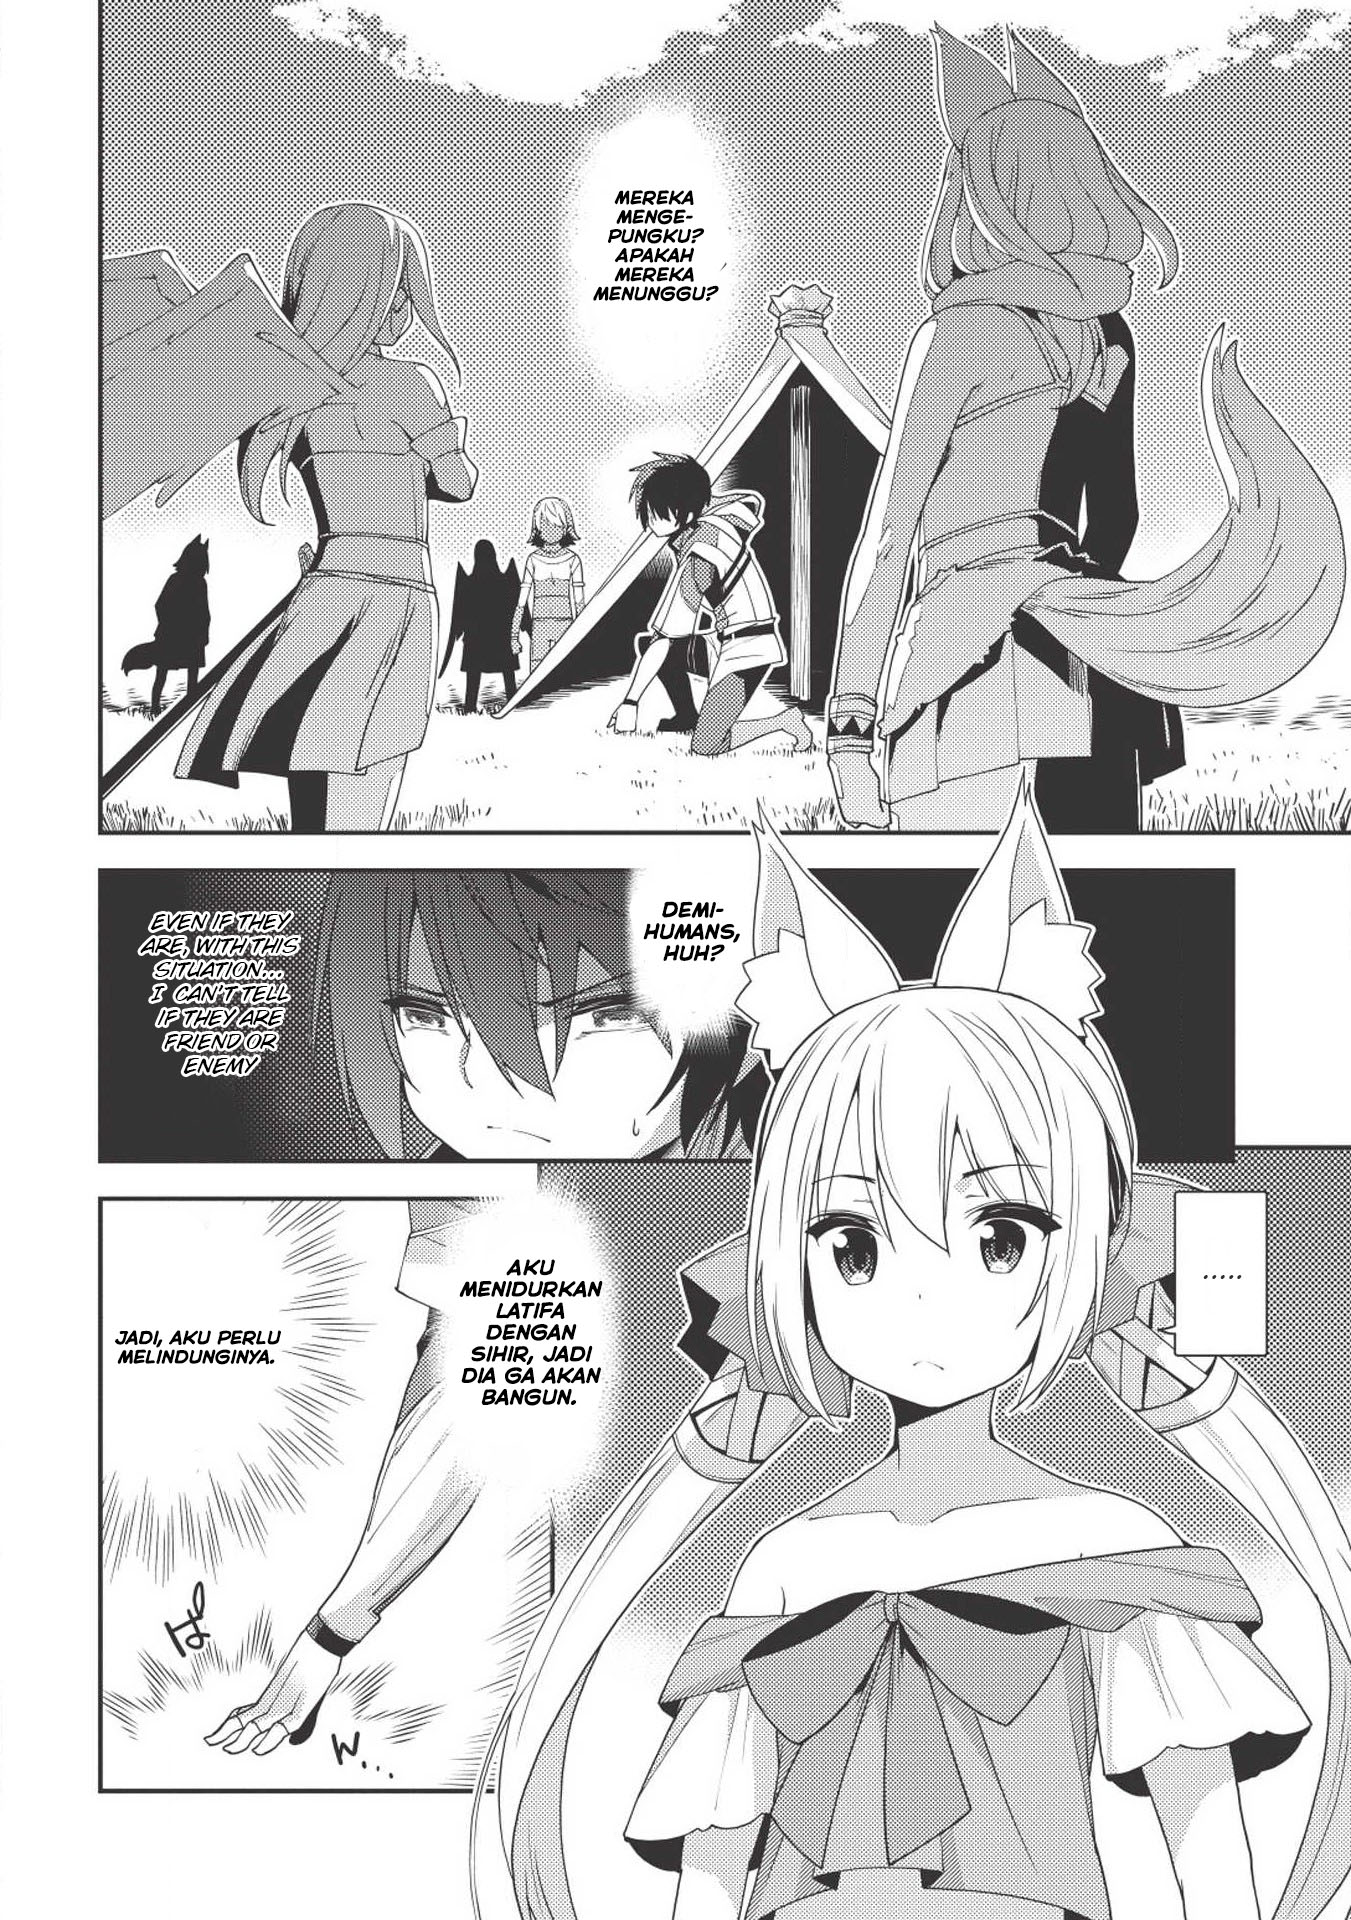 MEREKA
MENGE-
PUNGKU?
APAKAH
MEREKA
MENUNGGU?
DEMI-
HUMANS,
HUH?
EVEN IF THEY
ARE, WITH THIS
SITUATION...
I CAN'T TELL
IF THEY ARE
FRIEND OR
ENEMY
.....
AKU
MENIDURKAN
LATIFA
DENGAN
SIHIR, JADI
DIA GA AKAN
BANGUN.
JADI, AKU PERLU
MELINDUNGINYA.
ぱ